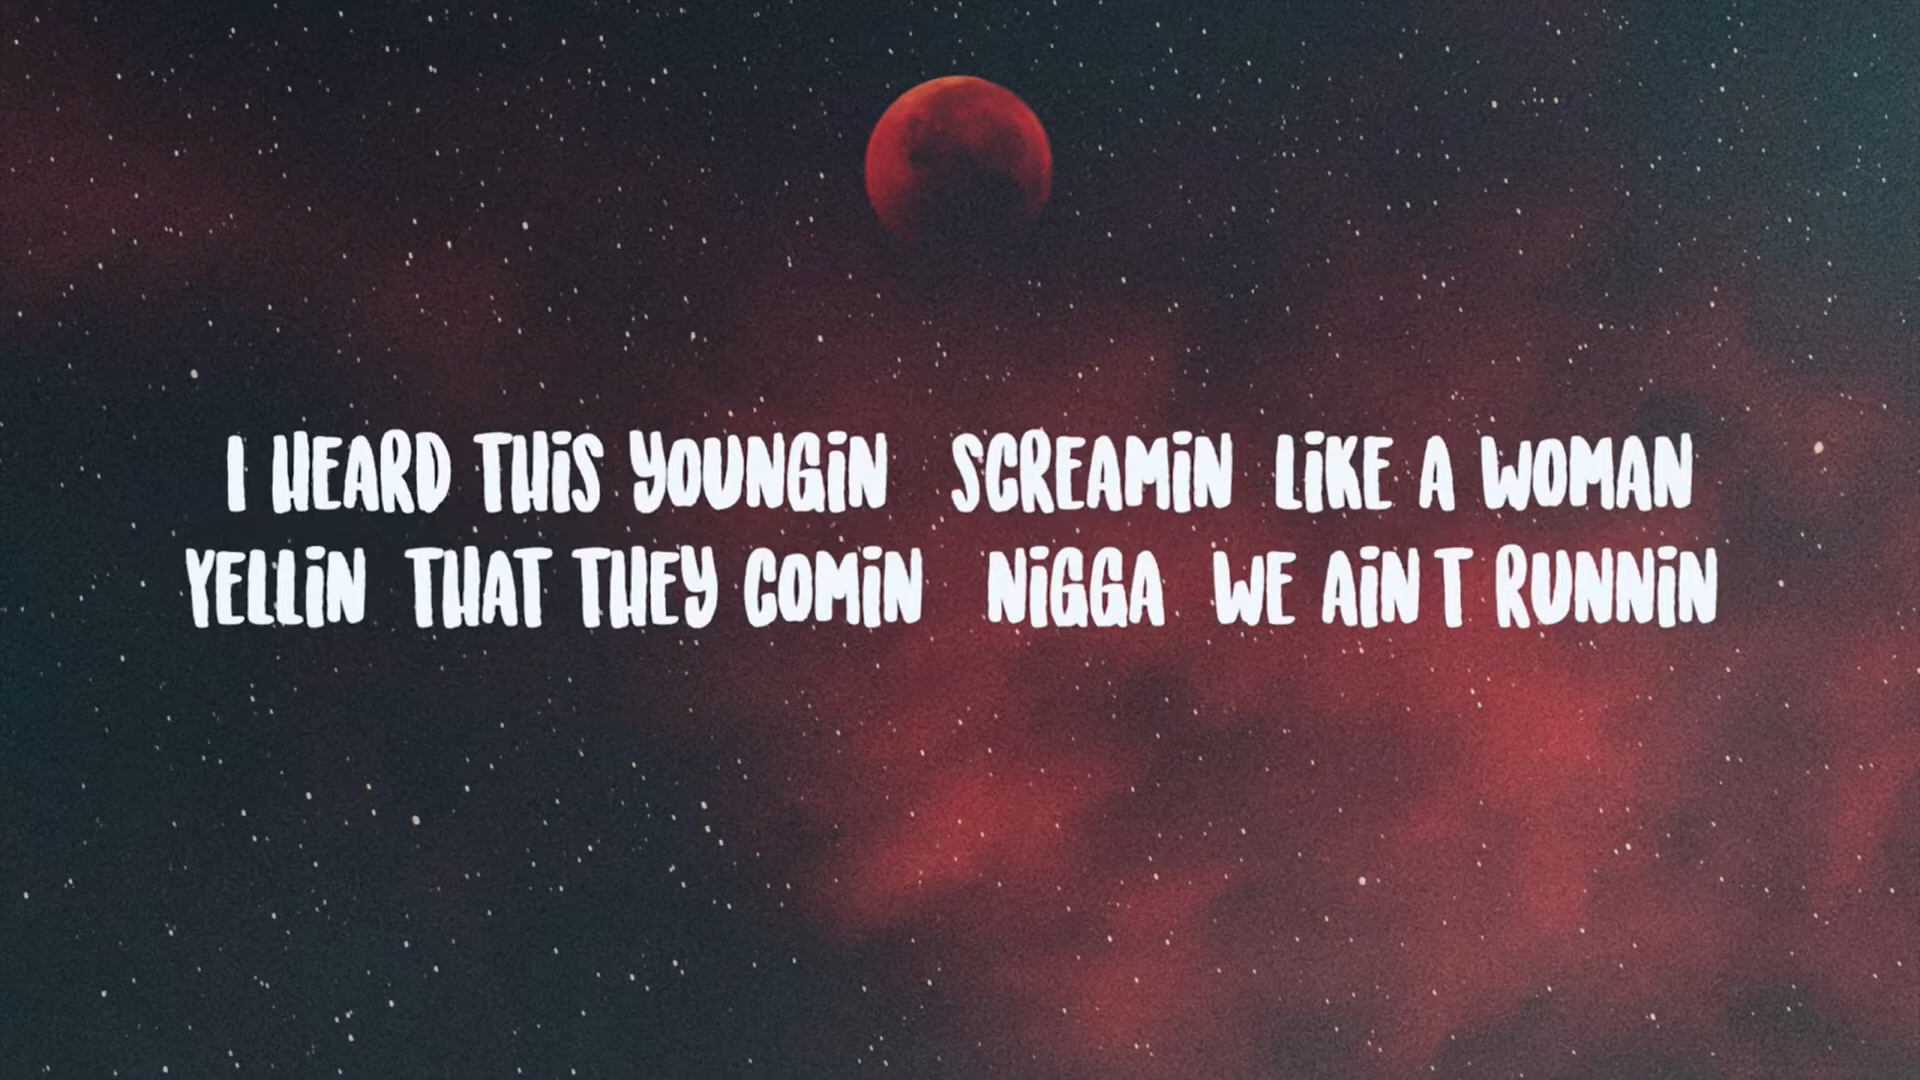 I HEARD THIS YOUNGIN SCREAMIN LIKE A WOMAN
YELLIN THAT THEY COMIN NIGGA WE AIN T RUNNIN